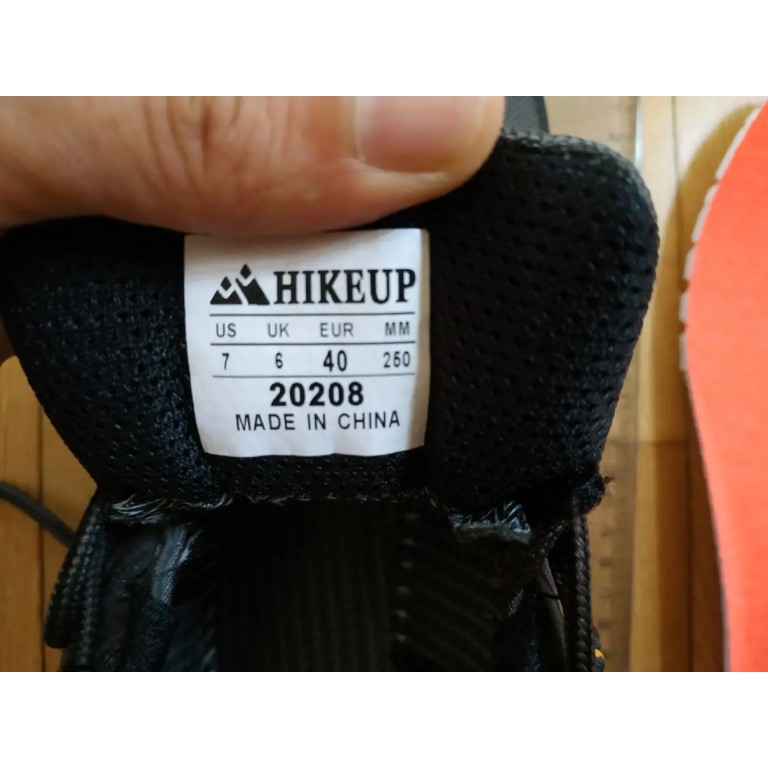 HIKEUP
US UK EUR MM
7 6 40 250
20208
MADE IN CHINA